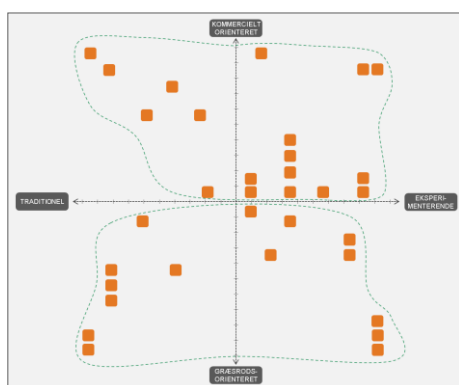 KOMMERCIELT
ORIENTERET
TRADITIONEL
EKSPERI-
MENTERENDE
GRÆSRODS-
ORIENTERET